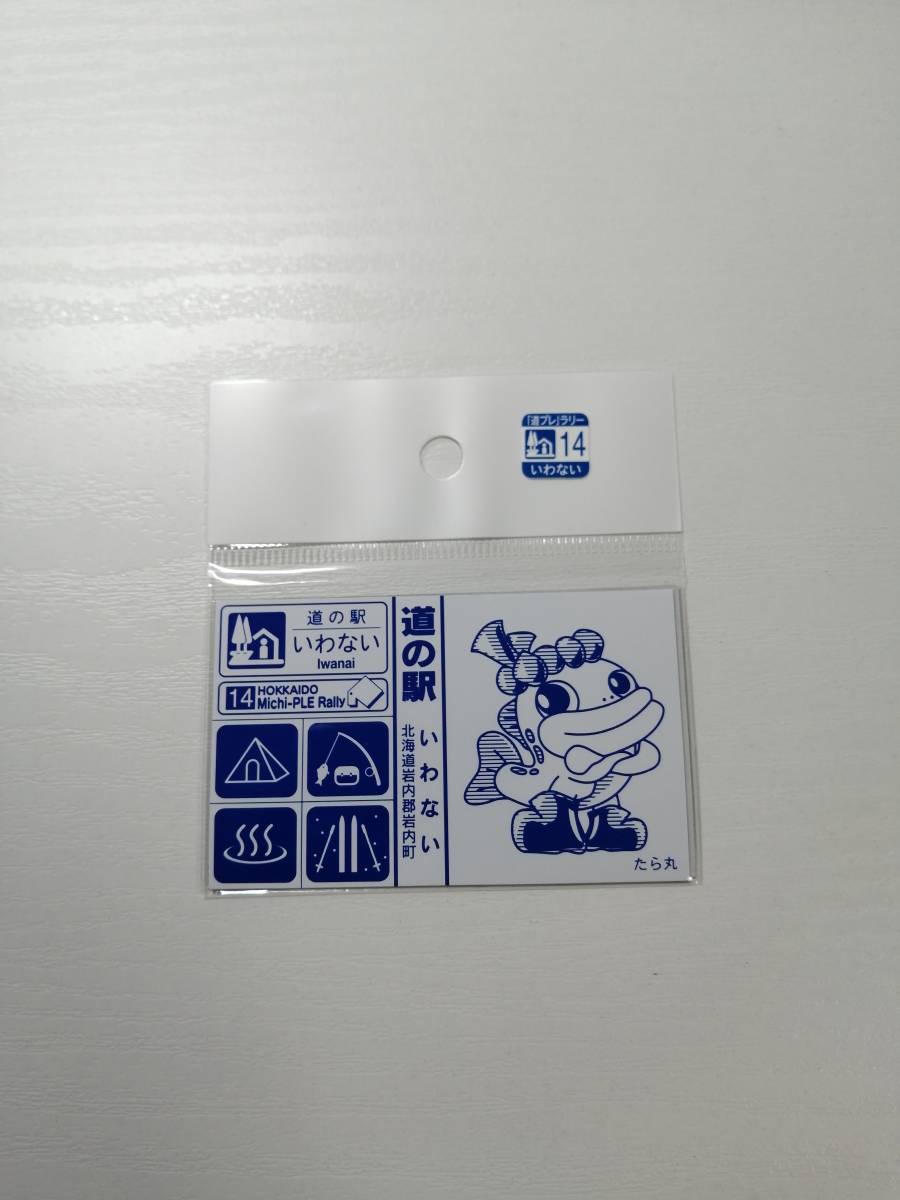 「道プレ」ラリー
14
いわない
道の駅
いわない
Iwanai
14 HOKKAIDO
Michi-PLE Rally
道の駅 いわない
北海道岩内郡岩内町
たら丸